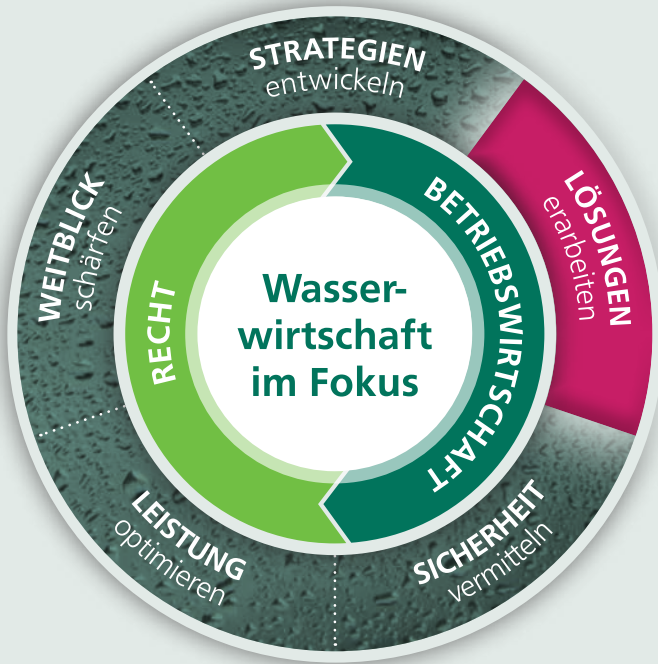 STRATEGIEN
entwickeln
LÖSUNGEN
erarbeiten
SICHERHEIT
vermitteln
LEISTUNG
optimieren
WEITBLICK
schärfen
RECHT
BETRIEBSWIRTSCHAFT
Wasser-
wirtschaft
im Fokus